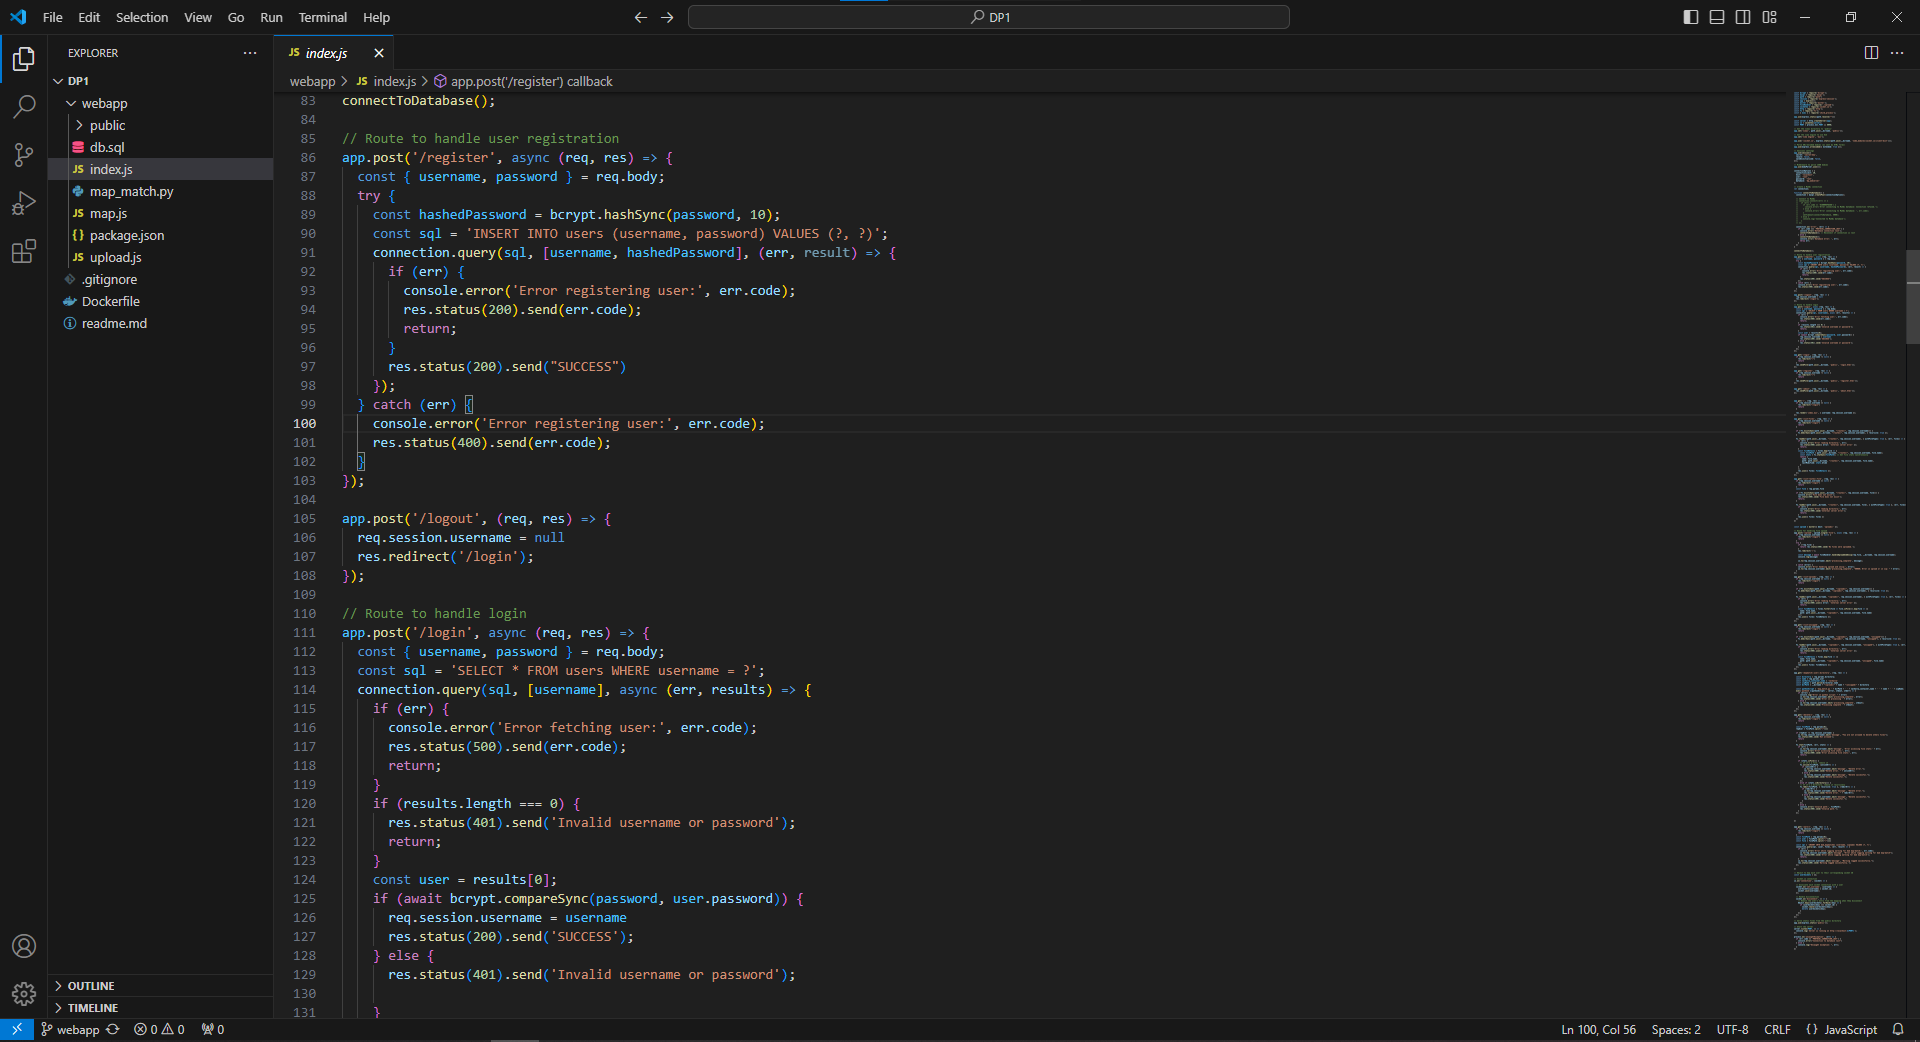 File Edit Selection View Go Run Terminal Help
DP1
EXPLORER
DP1
webapp
public
db.sql
JS index.js
map_match.py
JS map.js
{} package.json
JS upload.js
.gitignore
Dockerfile
readme.md
OUTLINE
TIMELINE
JS index.js
webapp > JS index.js > app.post('/register') callback
83 connectToDatabase();
84
85 // Route to handle user registration
86 app.post('/register', async (req, res) => {
87 const { username, password } = req.body;
88 try {
89 const hashedPassword = bcrypt.hashSync(password, 10);
90 const sql = 'INSERT INTO users (username, password) VALUES (?, ?)';
91 connection.query(sql, [username, hashedPassword], (err, result) => {
92 if (err) {
93 console.error('Error registering user:', err.code);
94 res.status(200).send(err.code);
95 return;
96 }
97 res.status(200).send("SUCCESS")
98 });
99 } catch (err) {
100 console.error('Error registering user:', err.code);
101 res.status(400).send(err.code);
102 }
103 });
104
105 app.post('/logout', (req, res) => {
106 req.session.username = null
107 res.redirect('/login');
108 });
109
110 // Route to handle login
111 app.post('/login', async (req, res) => {
112 const { username, password } = req.body;
113 const sql = 'SELECT * FROM users WHERE username = ?';
114 connection.query(sql, [username], async (err, results) => {
115 if (err) {
116 console.error('Error fetching user:', err.code);
117 res.status(500).send(err.code);
118 return;
119 }
120 if (results.length === 0) {
121 res.status(401).send('Invalid username or password');
122 return;
123 }
124 const user = results[0];
125 if (await bcrypt.compareSync(password, user.password)) {
126 req.session.username = username
127 res.status(200).send('SUCCESS');
128 } else {
129 res.status(401).send('Invalid username or password');
130
131 }
webapp 0 0 0
Ln 100, Col 56 Spaces: 2 UTF-8 CRLF {} JavaScript